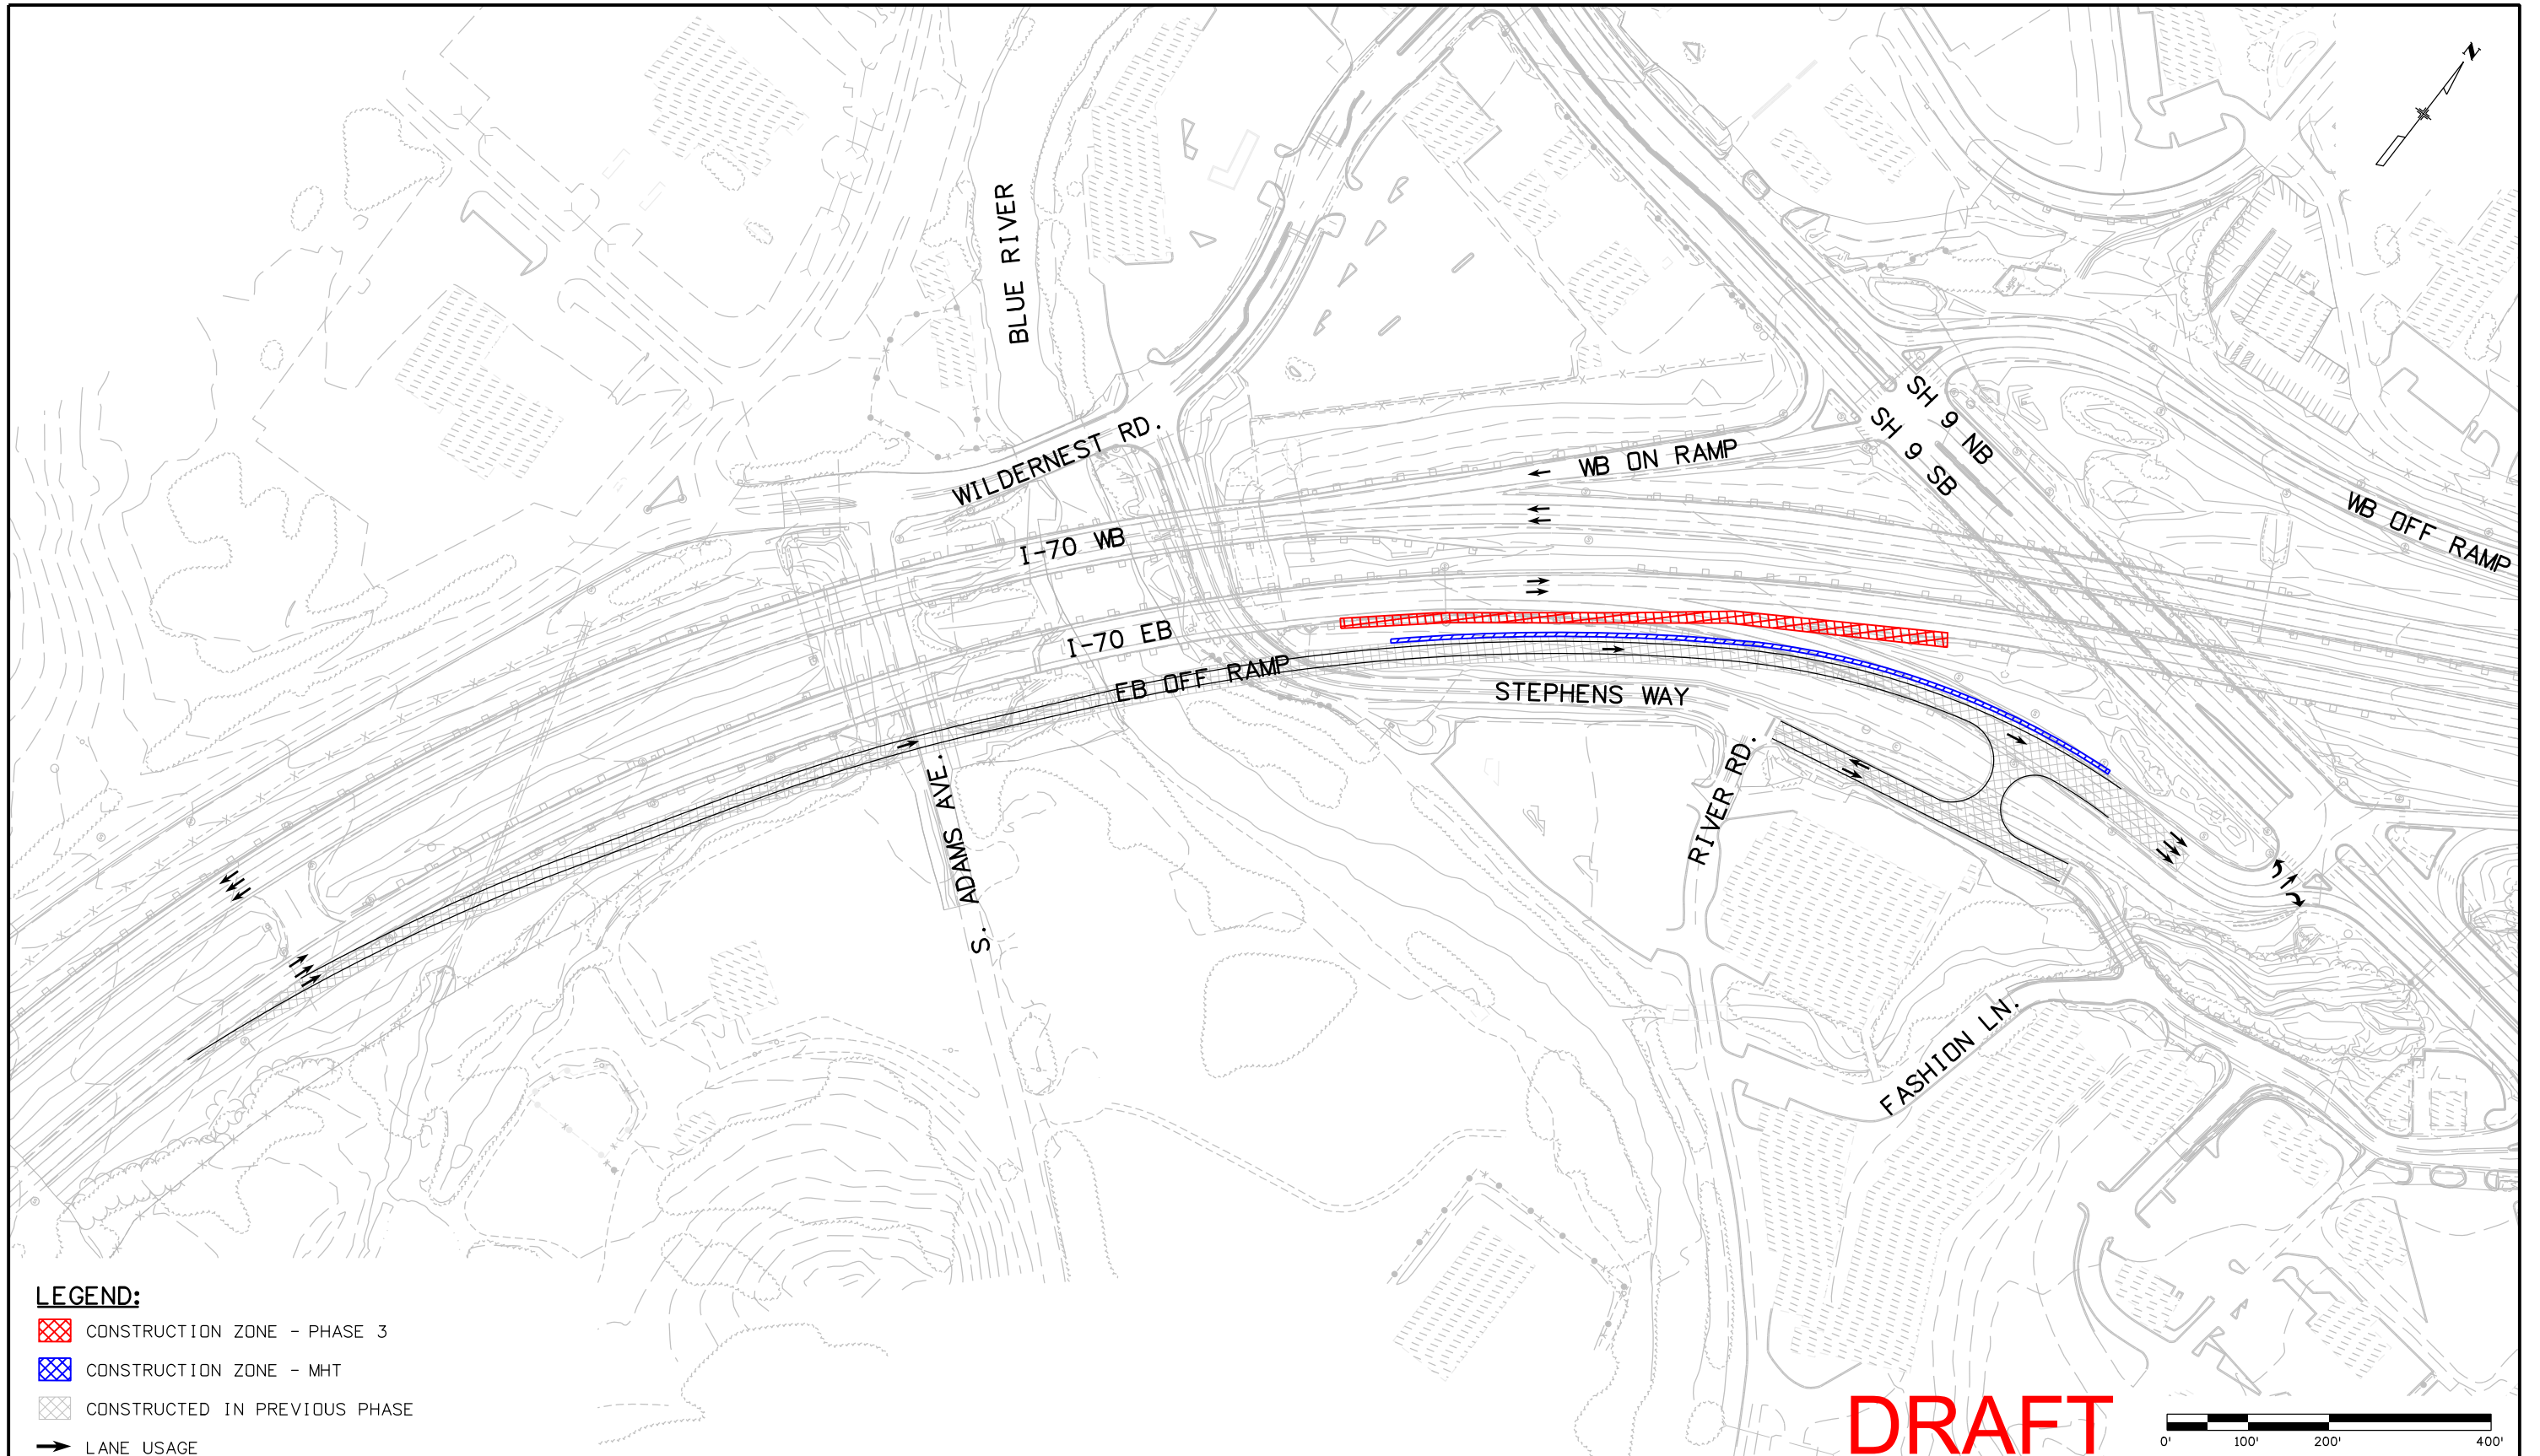 N
BLUE RIVER
WILDERNEST RD.
SH 9 NB
SH 9 SB
WB ON RAMP
WB OFF RAMP
I-70 WB
I-70 EB
EB OFF RAMP
STEPHENS WAY
RIVER RD.
S. ADAMS AVE.
FASHION LN.
LEGEND:
CONSTRUCTION ZONE - PHASE 3
CONSTRUCTION ZONE - MHT
CONSTRUCTED IN PREVIOUS PHASE
LANE USAGE
DRAFT
0' 100' 200' 400'